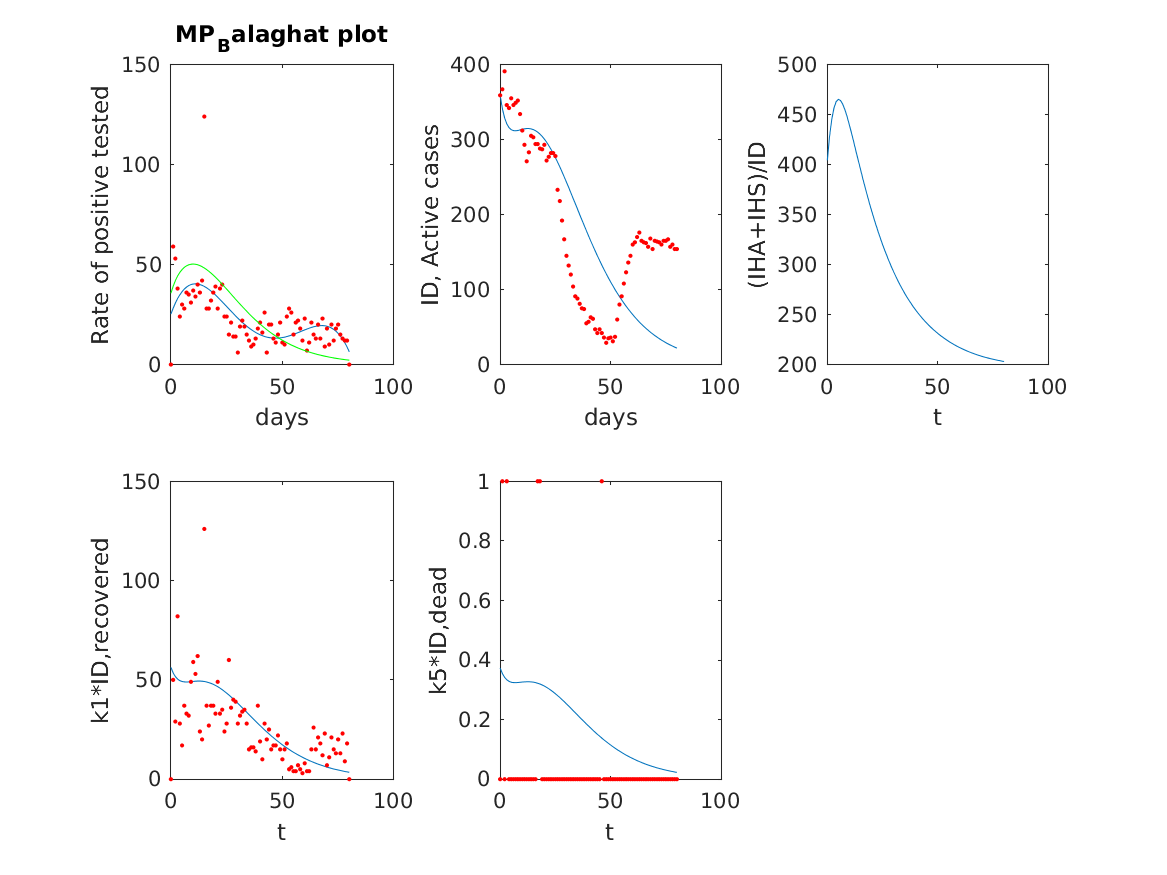 MP_Balaghat plot
150
100
50
0
0 50 100
Rate of positive tested
days
400
300
200
100
0
0 50 100
ID, Active cases
days
500
450
400
350
300
250
200
0 50 100
(IHA+IHS)/ID
t
150
100
50
0
0 50 100
k1*ID,recovered
t
1
0.8
0.6
0.4
0.2
0
0 50 100
k5*ID,dead
t